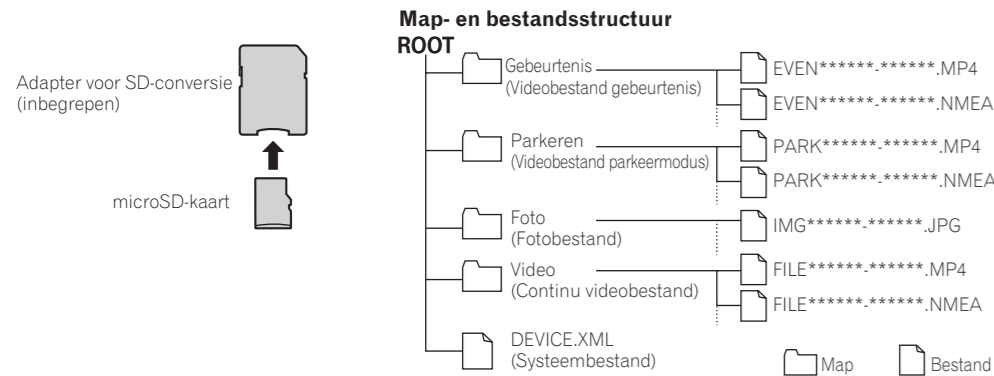 Map- en bestandsstructuur
ROOT
Adapter voor SD-conversie
(inbegrepen)
microSD-kaart
Gebeurtenis
(Videobestand gebeurtenis)
EVEN******-******.MP4
EVEN******-******.NMEA
Parkeren
(Videobestand parkeermodus)
PARK******-******.MP4
PARK******-******.NMEA
Foto
(Fotobestand)
IMG******-******.JPG
Video
(Continu videobestand)
FILE******-******.MP4
FILE******-******.NMEA
DEVICE.XML
(Systeembestand)
Map
Bestand